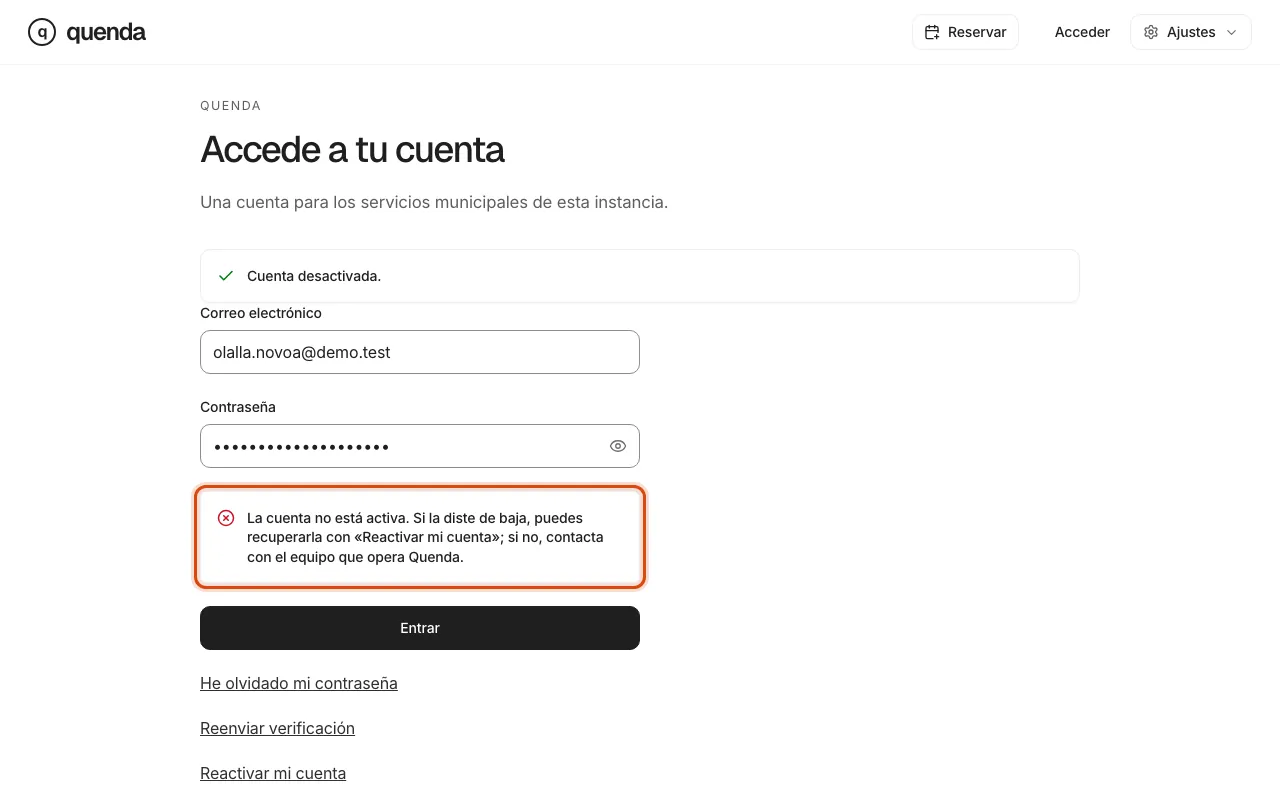 q quenda
Reservar
Acceder
Ajustes
QUENDA
Accede a tu cuenta
Una cuenta para los servicios municipales de esta instancia.
Cuenta desactivada.
Correo electrónico
olalla.novoa@demo.test
Contraseña
••••••••••••••••••••
La cuenta no está activa. Si la diste de baja, puedes
recuperarla con «Reactivar mi cuenta»; si no, contacta
con el equipo que opera Quenda.
Entrar
He olvidado mi contraseña
Reenviar verificación
Reactivar mi cuenta